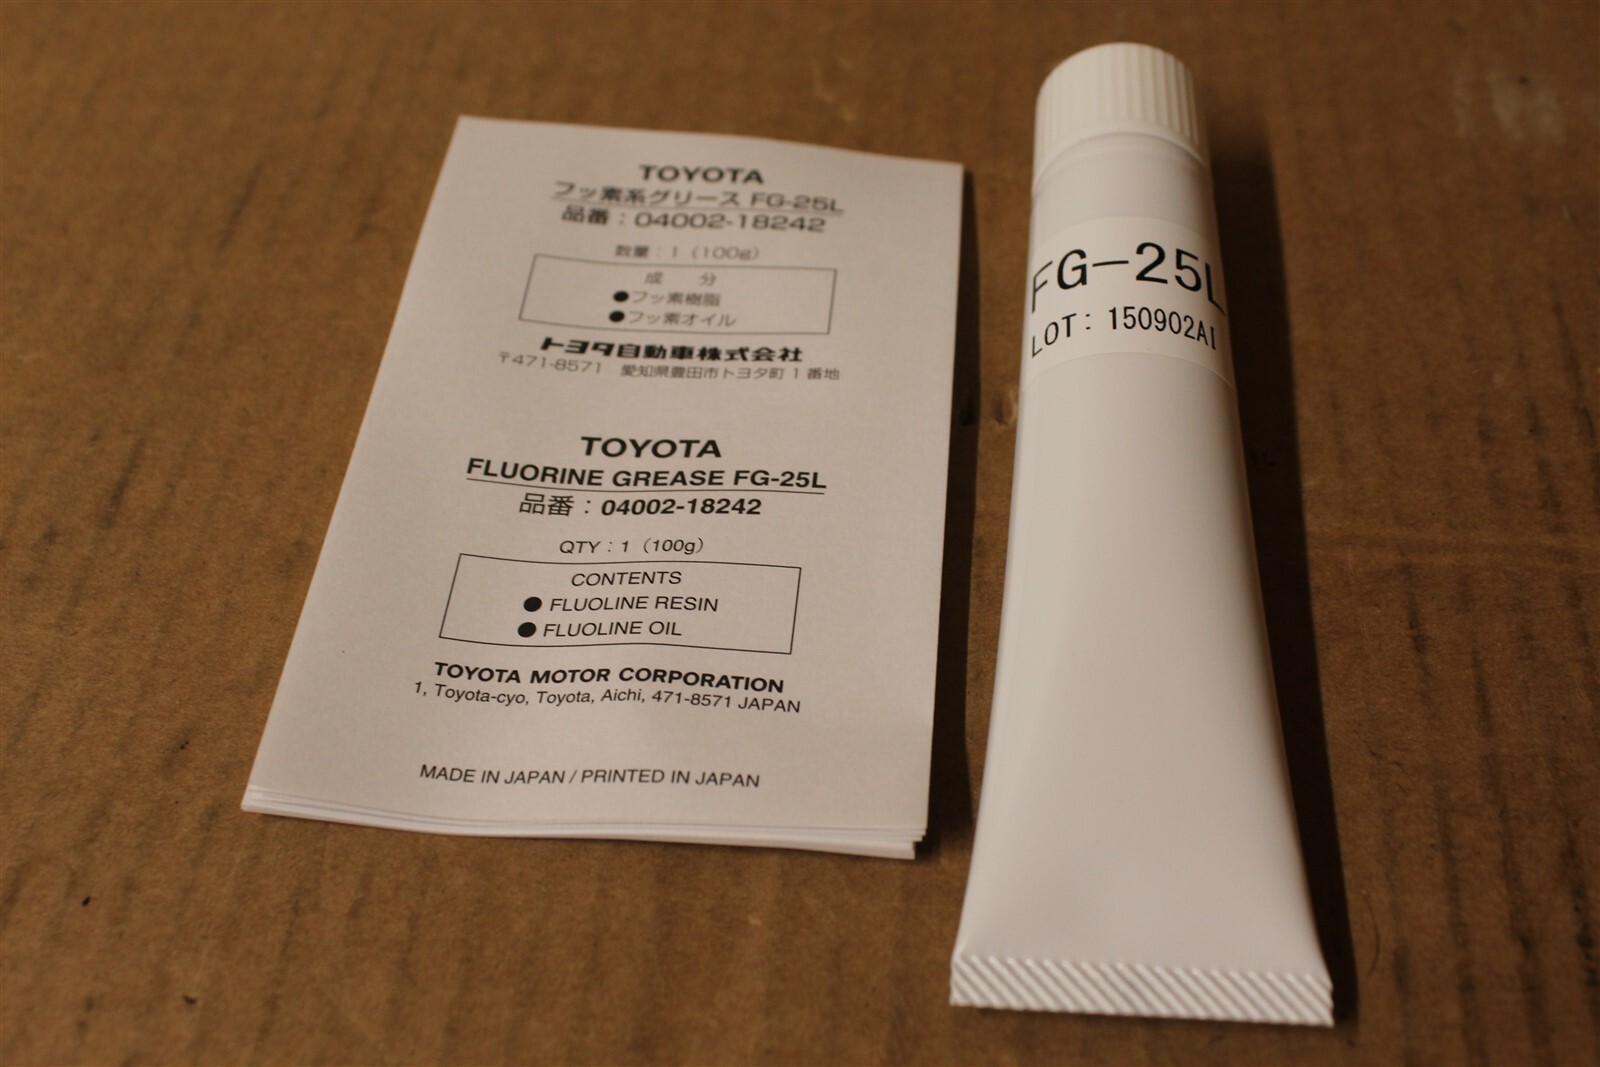 TOYOTA
フッ素系グリース FG-25L
品番：04002-18242
数量：1（100g）
成　分
●フッ素樹脂
●フッ素オイル
トヨタ自動車株式会社
〒471-8571　愛知県豊田市トヨタ町1番地
TOYOTA
FLUORINE GREASE FG-25L
品番：04002-18242
QTY：1（100g）
CONTENTS
● FLUOLINE RESIN
● FLUOLINE OIL
TOYOTA MOTOR CORPORATION
1, Toyota-cyo, Toyota, Aichi, 471-8571 JAPAN
MADE IN JAPAN / PRINTED IN JAPAN
FG-25L
LOT: 150902AI